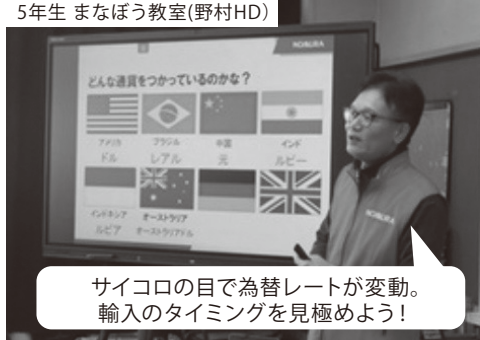 5年生 まなぼう教室(野村HD)
NOMURA
どんな通貨をつかっているのかな？
アメリカ ブラジル 中国 インド
ドル レアル 元 ルピー
インドネシア オーストラリア
ルピア オーストラリアドル
NOMURA
サイコロの目で為替レートが変動。
輸入のタイミングを見極めよう！